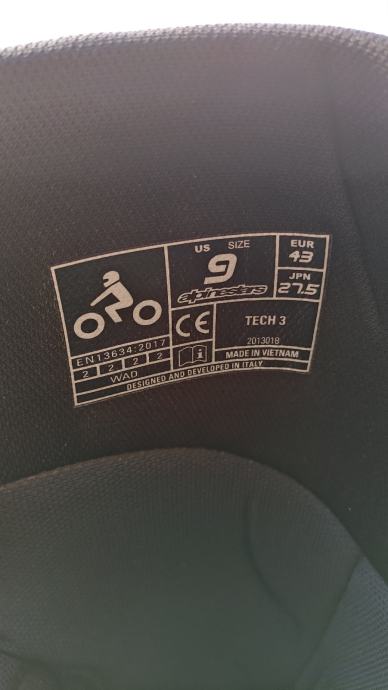 US SIZE
9
alpinestars
EUR
43
JPN
27.5
CE
TECH 3
2013018
i
MADE IN VIETNAM
EN13634:2017
2 2 2 2
WAD
DESIGNED AND DEVELOPED IN ITALY